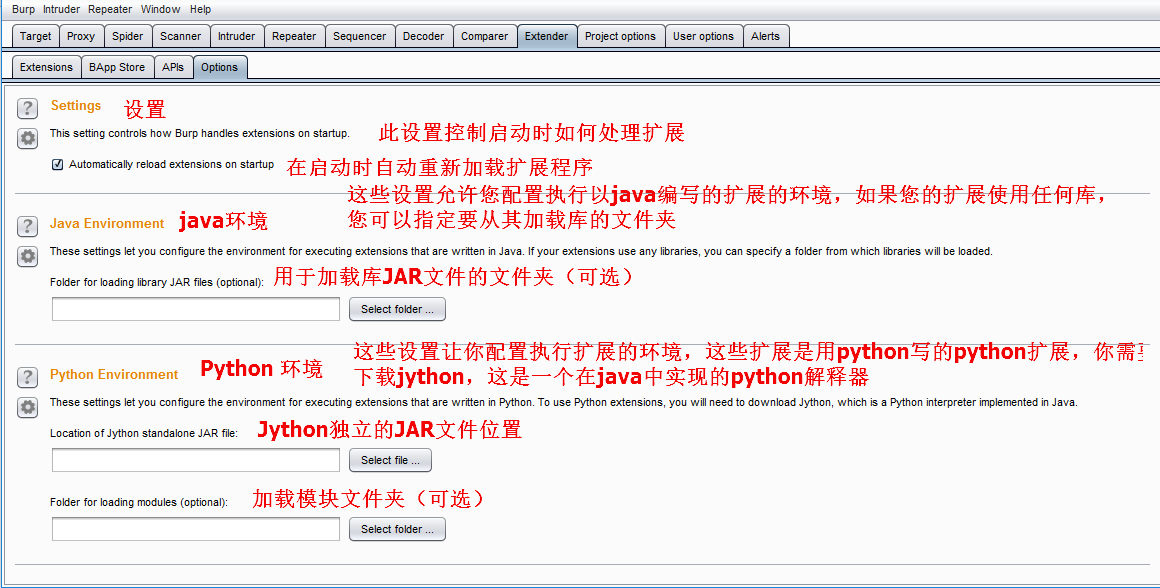 Burp Intruder Repeater Window Help
Target Proxy Spider Scanner Intruder Repeater Sequencer Decoder Comparer Extender Project options User options Alerts
Extensions BApp Store APIs Options
? Settings 设置
This setting controls how Burp handles extensions on startup. 此设置控制启动时如何处理扩展
Automatically reload extensions on startup 在启动时自动重新加载扩展程序
这些设置允许您配置执行以java编写的扩展的环境，如果您的扩展使用任何库，
您可以指定要从其加载库的文件夹
? Java Environment java环境
These settings let you configure the environment for executing extensions that are written in Java. If your extensions use any libraries, you can specify a folder from which libraries will be loaded.
Folder for loading library JAR files (optional): 用于加载库JAR文件的文件夹（可选）
Select folder ...
这些设置让你配置执行扩展的环境，这些扩展是用python写的python扩展，你需要
下载jython，这是一个在java中实现的python解释器
? Python Environment Python 环境
These settings let you configure the environment for executing extensions that are written in Python. To use Python extensions, you will need to download Jython, which is a Python interpreter implemented in Java.
Location of Jython standalone JAR file: Jython独立的JAR文件位置
Select file ...
Folder for loading modules (optional): 加载模块文件夹（可选）
Select folder ...